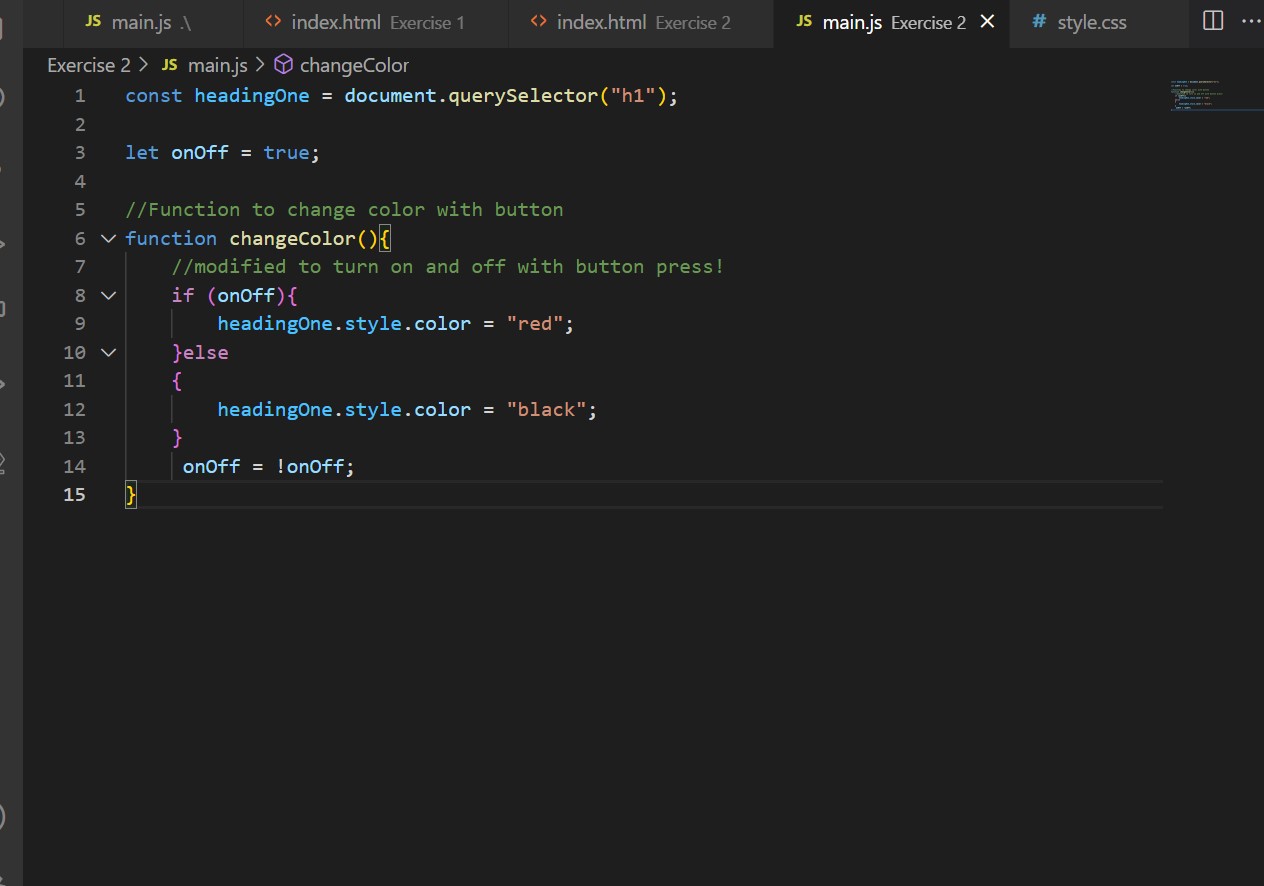 JS main.js .\ <> index.html Exercise 1 <> index.html Exercise 2 JS main.js Exercise 2 × # style.css ...
Exercise 2 > JS main.js > changeColor
1 const headingOne = document.querySelector("h1");
2
3 let onOff = true;
4
5 //Function to change color with button
6 function changeColor(){
7 //modified to turn on and off with button press!
8 if (onOff){
9 headingOne.style.color = "red";
10 }else
11 {
12 headingOne.style.color = "black";
13 }
14 onOff = !onOff;
15 }